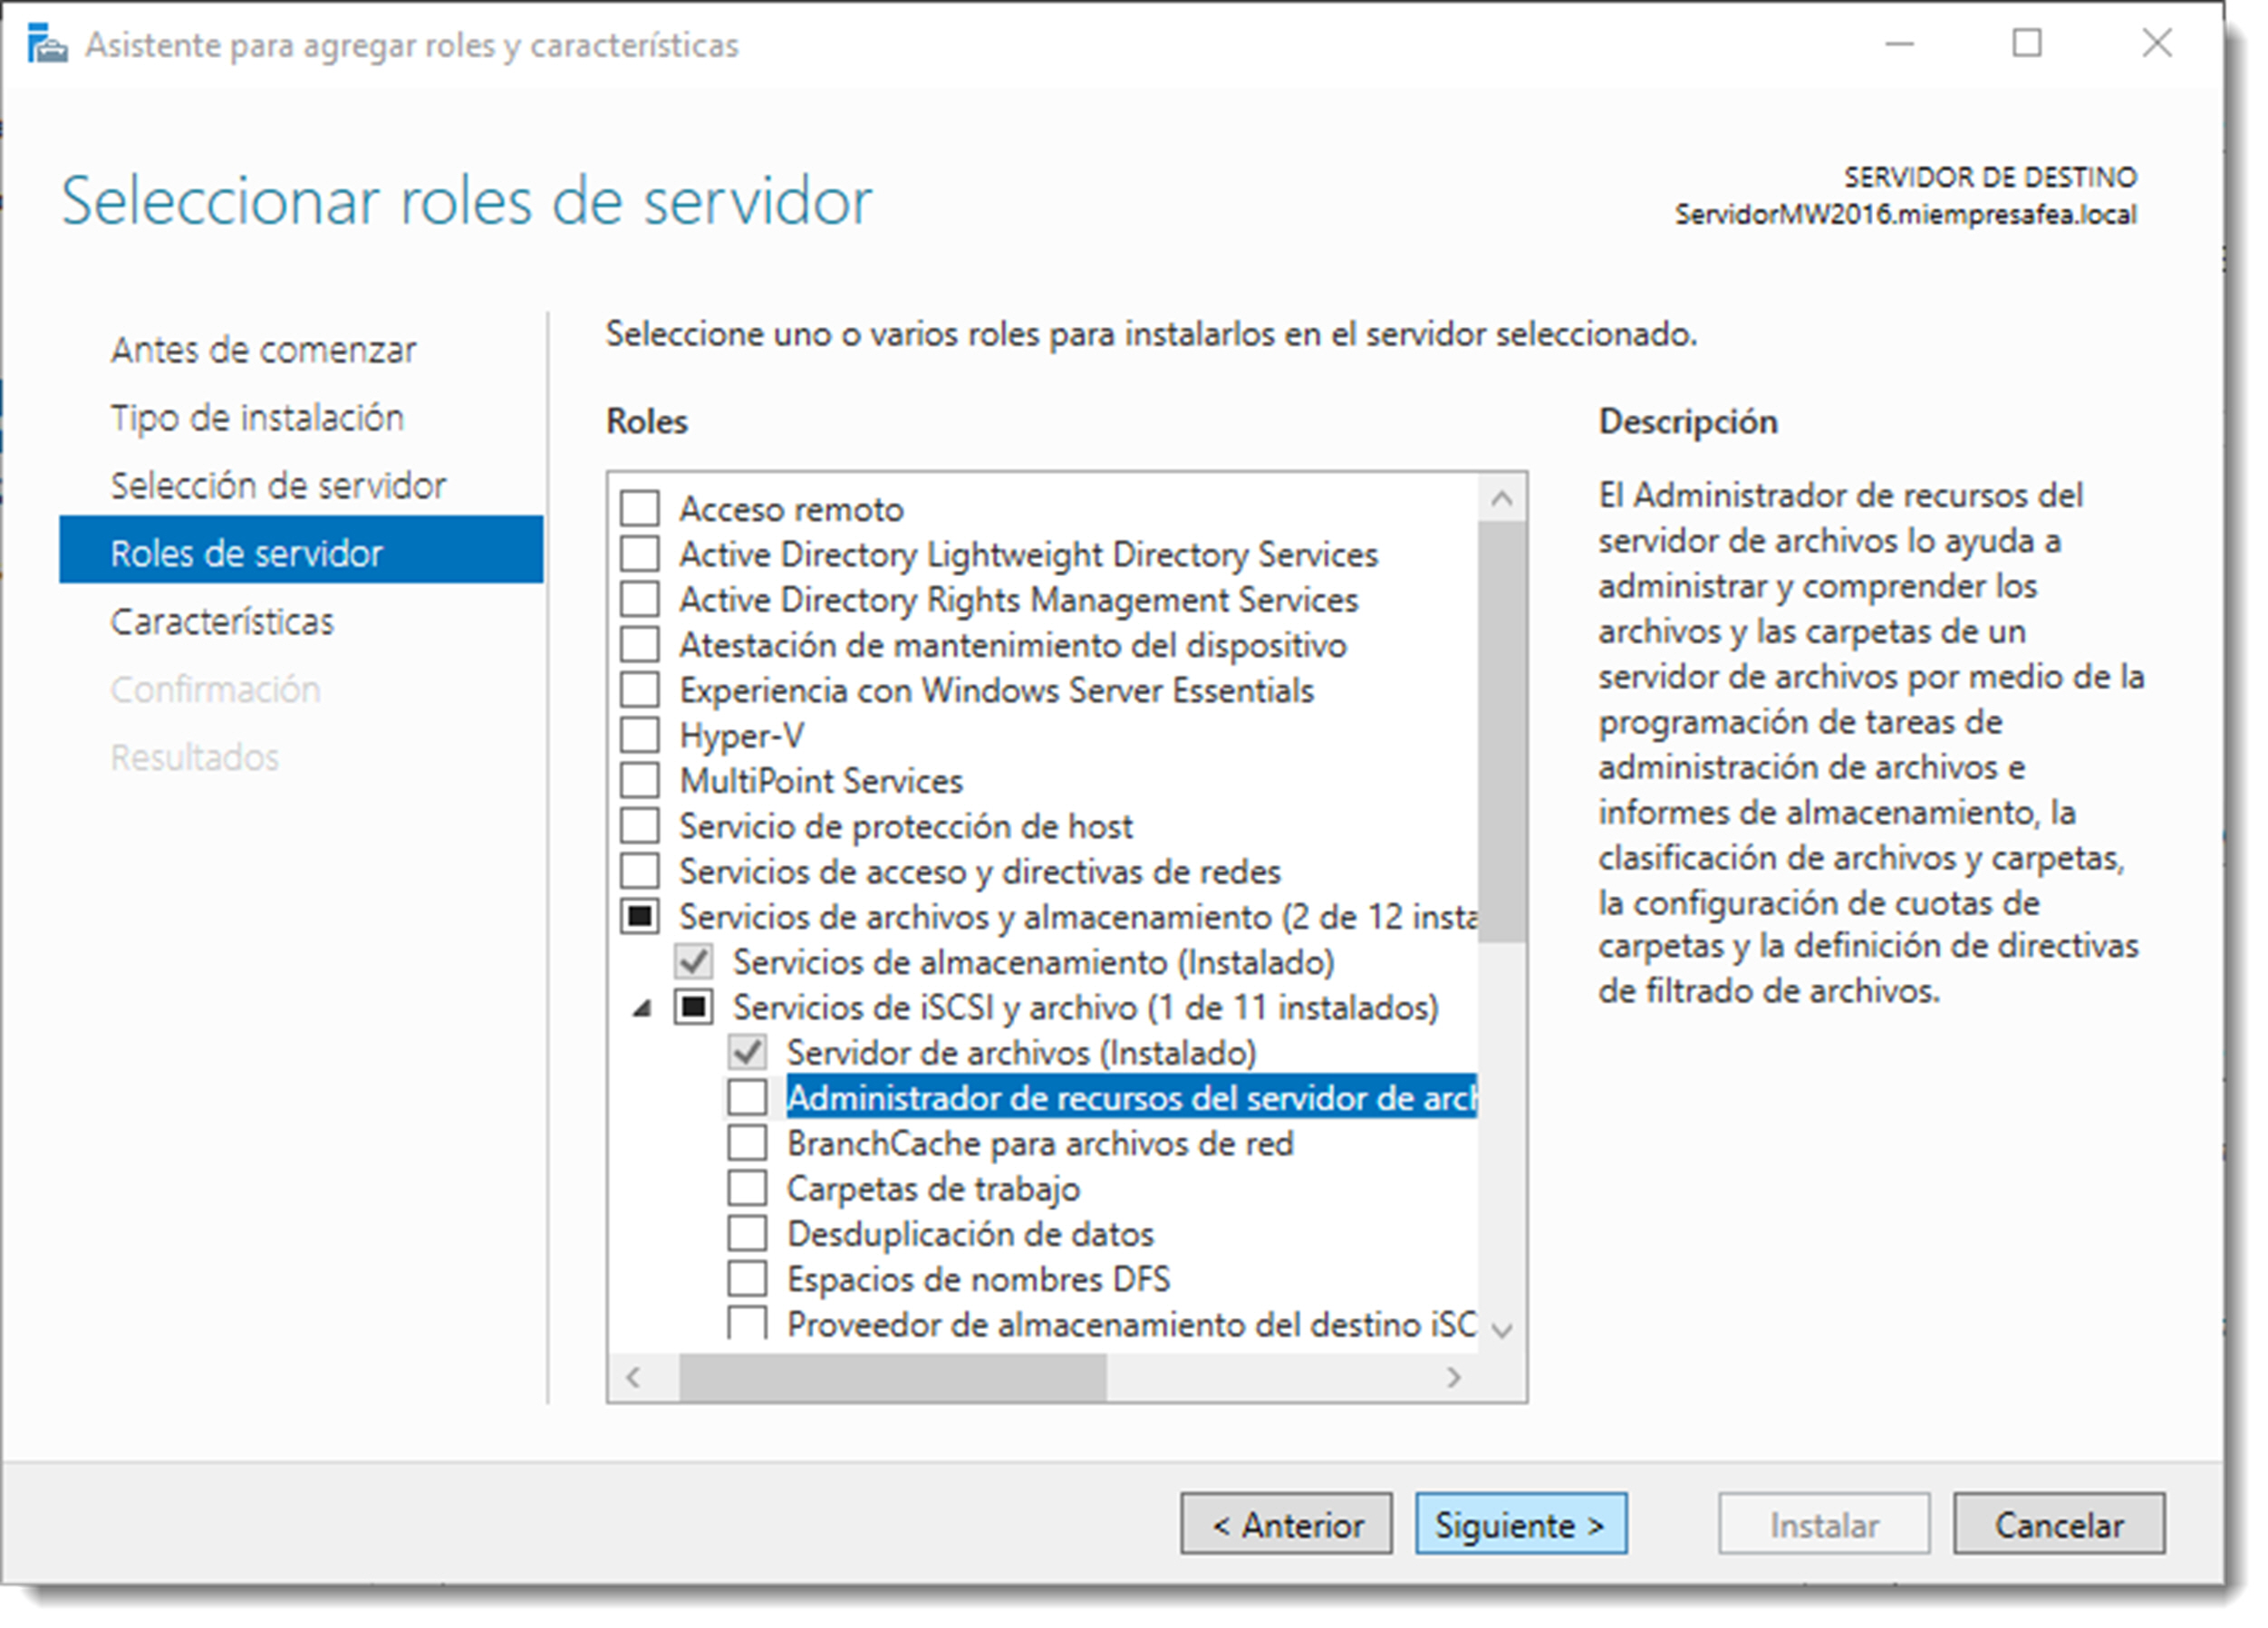 Asistente para agregar roles y características
Seleccionar roles de servidor
SERVIDOR DE DESTINO
ServidorMW2016.miempresafea.local
Antes de comenzar
Tipo de instalación
Selección de servidor
Roles de servidor
Características
Confirmación
Resultados
Seleccione uno o varios roles para instalarlos en el servidor seleccionado.
Roles
Acceso remoto
Active Directory Lightweight Directory Services
Active Directory Rights Management Services
Atestación de mantenimiento del dispositivo
Experiencia con Windows Server Essentials
Hyper-V
MultiPoint Services
Servicio de protección de host
Servicios de acceso y directivas de redes
Servicios de archivos y almacenamiento (2 de 12 insta
Servicios de almacenamiento (Instalado)
Servicios de iSCSI y archivo (1 de 11 instalados)
Servidor de archivos (Instalado)
Administrador de recursos del servidor de arch
BranchCache para archivos de red
Carpetas de trabajo
Desduplicación de datos
Espacios de nombres DFS
Proveedor de almacenamiento del destino iSC
Descripción
El Administrador de recursos del
servidor de archivos lo ayuda a
administrar y comprender los
archivos y las carpetas de un
servidor de archivos por medio de la
programación de tareas de
administración de archivos e
informes de almacenamiento, la
clasificación de archivos y carpetas,
la configuración de cuotas de
carpetas y la definición de directivas
de filtrado de archivos.
< Anterior
Siguiente >
Instalar
Cancelar